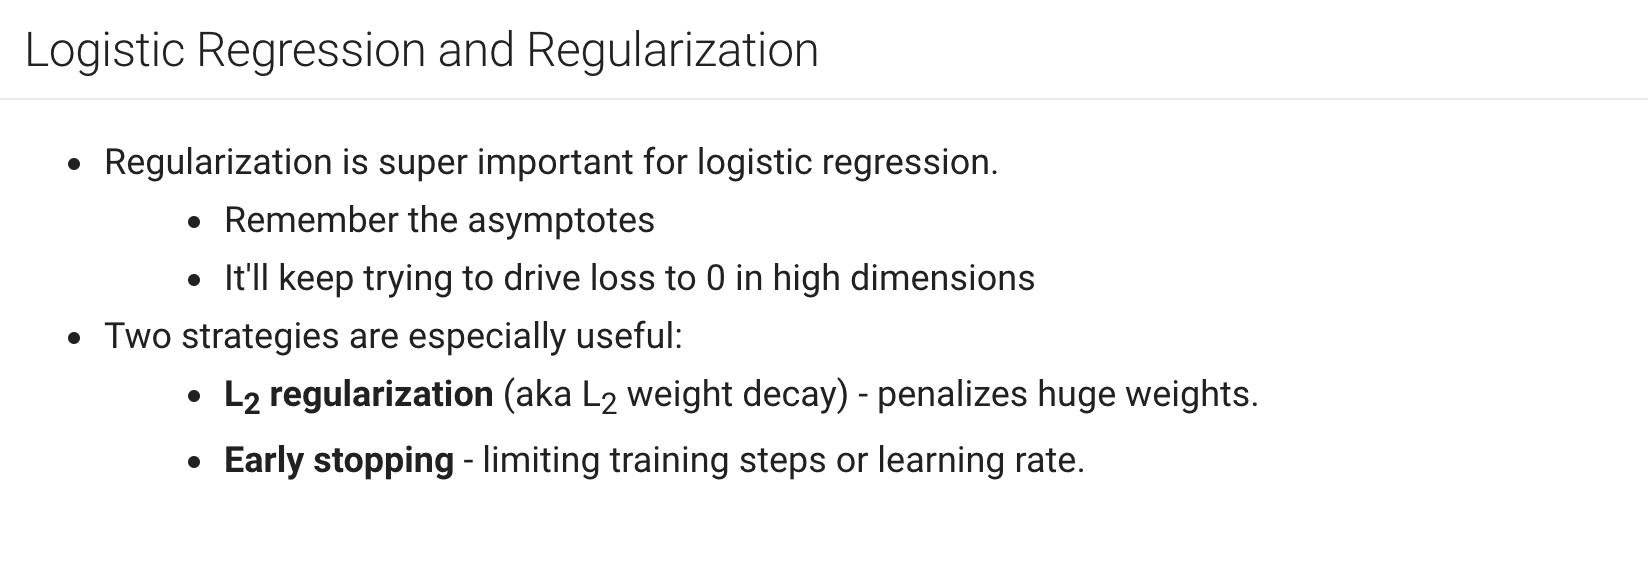 Logistic Regression and Regularization
• Regularization is super important for logistic regression.
• Remember the asymptotes
• It'll keep trying to drive loss to 0 in high dimensions
• Two strategies are especially useful:
• L₂ regularization (aka L₂ weight decay) - penalizes huge weights.
• Early stopping - limiting training steps or learning rate.